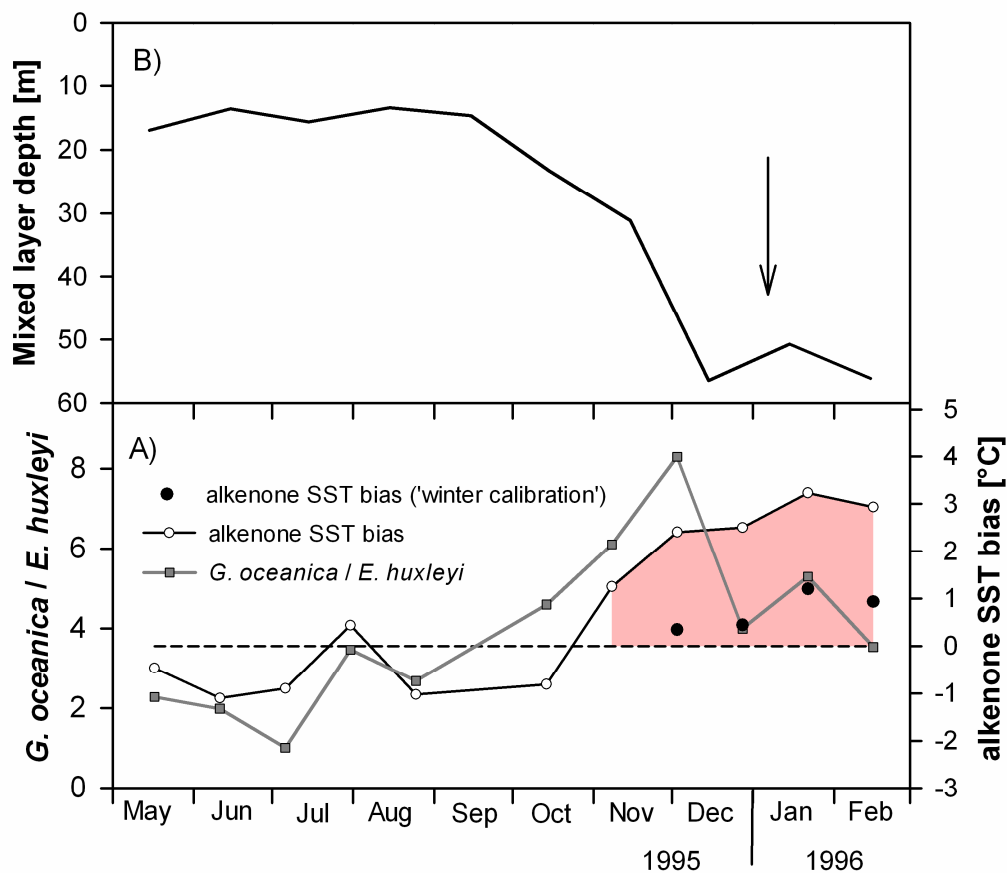 B)
Mixed layer depth [m]
0
10
20
30
40
50
60
A)
G. oceanica / E. huxleyi
8
6
4
2
0
alkenone SST bias ('winter calibration')
alkenone SST bias
G. oceanica / E. huxleyi
5
4
3
2
1
0
-1
-2
-3
alkenone SST bias [°C]
May Jun Jul Aug Sep Oct Nov Dec Jan Feb
1995 1996